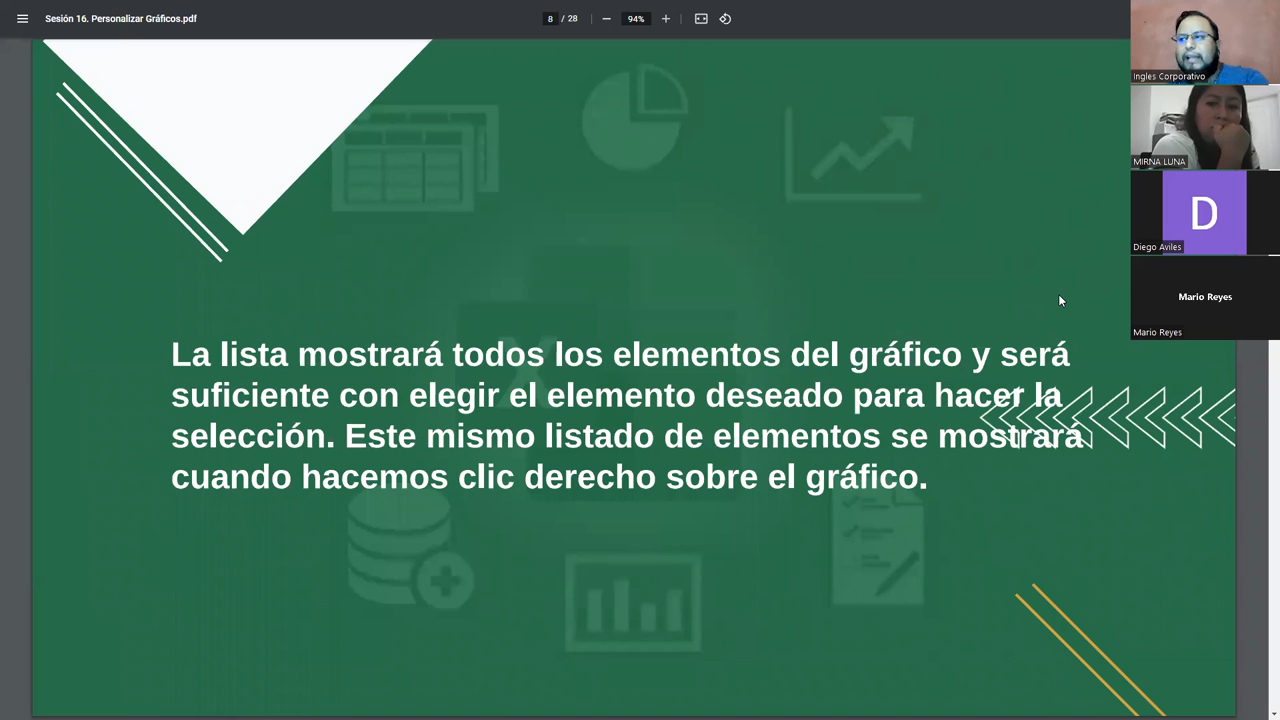 Sesión 16. Personalizar Gráficos.pdf
8 / 28
94%
Ingles Corporativo
MIRNA LUNA
D
Diego Aviles
Mario Reyes
Mario Reyes
La lista mostrará todos los elementos del gráfico y será
suficiente con elegir el elemento deseado para hacer la
selección. Este mismo listado de elementos se mostrará
cuando hacemos clic derecho sobre el gráfico.